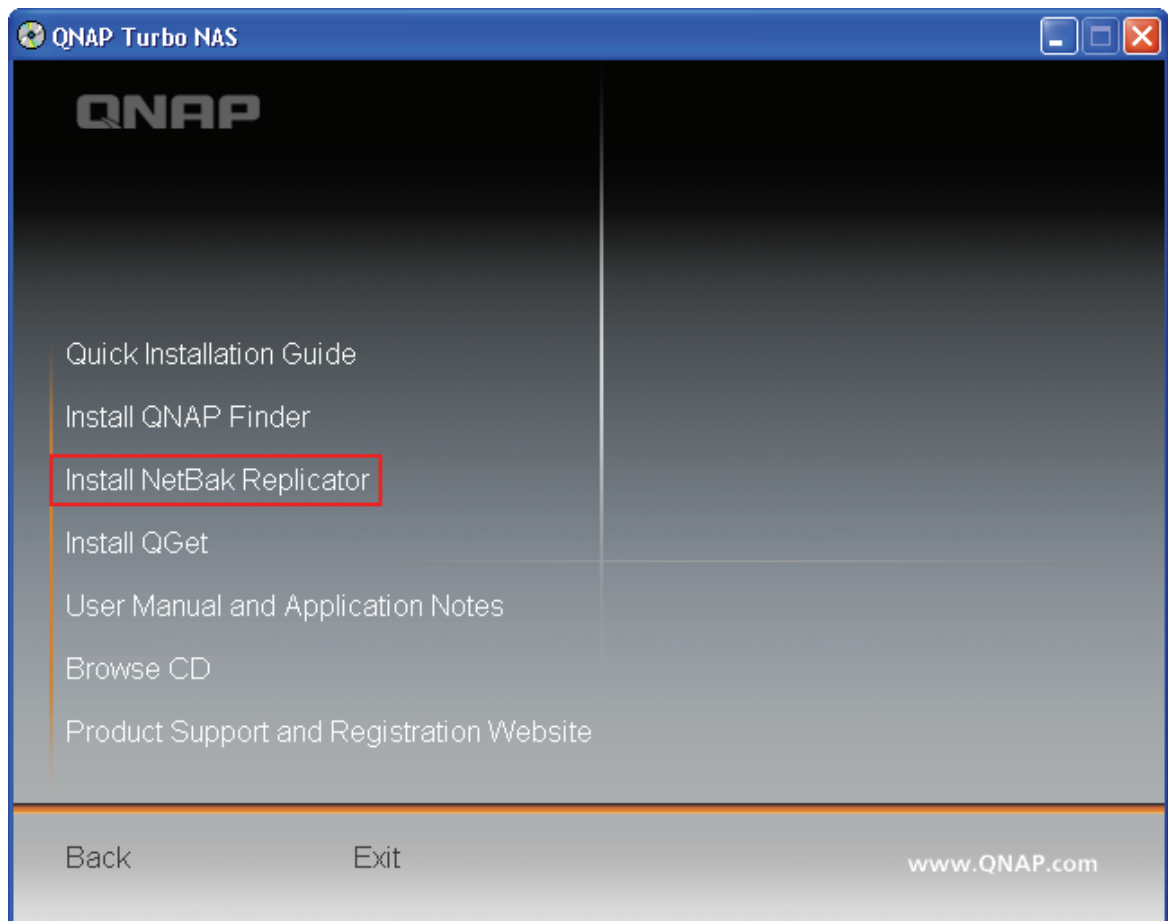 QNAP Turbo NAS
QNAP
Quick Installation Guide
Install QNAP Finder
Install NetBak Replicator
Install QGet
User Manual and Application Notes
Browse CD
Product Support and Registration Website
Back
Exit
www.QNAP.com